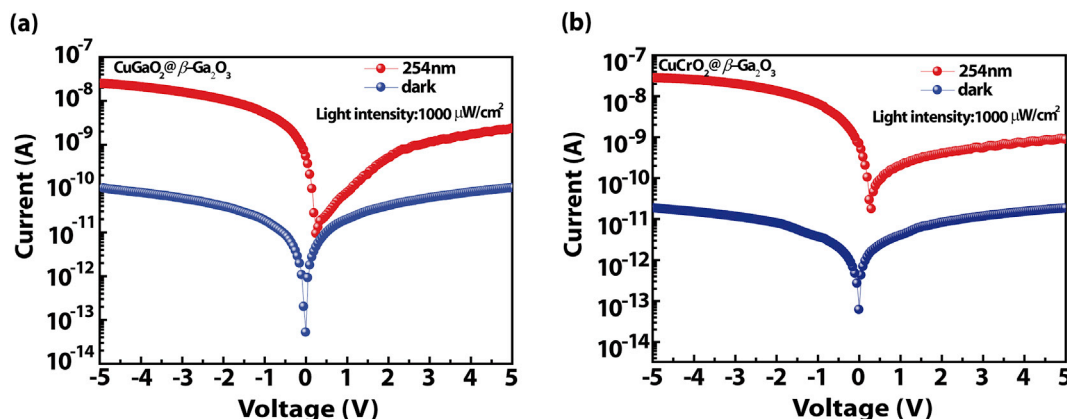 (a)
10⁻⁷
10⁻⁸
10⁻⁹
10⁻¹⁰
10⁻¹¹
10⁻¹²
10⁻¹³
10⁻¹⁴
Current (A)
CuGaO₂@β-Ga₂O₃
254nm
dark
Light intensity:1000 μW/cm²
-5 -4 -3 -2 -1 0 1 2 3 4 5
Voltage (V)
(b)
10⁻⁷
10⁻⁸
10⁻⁹
10⁻¹⁰
10⁻¹¹
10⁻¹²
10⁻¹³
10⁻¹⁴
Current (A)
CuCrO₂@β-Ga₂O₃
254nm
dark
Light intensity:1000 μW/cm²
-5 -4 -3 -2 -1 0 1 2 3 4 5
Voltage (V)